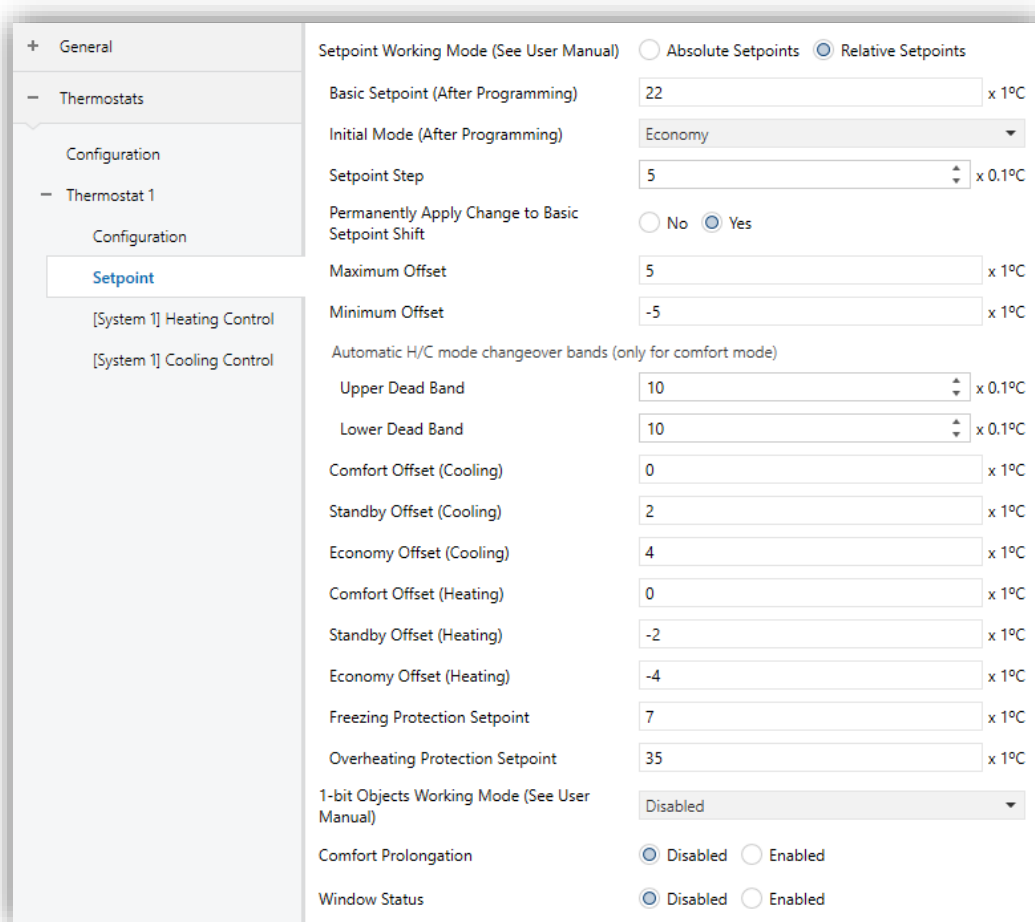 + General
− Thermostats
Configuration
− Thermostat 1
Configuration
Setpoint
[System 1] Heating Control
[System 1] Cooling Control
Setpoint Working Mode (See User Manual) Absolute Setpoints Relative Setpoints
Basic Setpoint (After Programming) 22 x 1ºC
Initial Mode (After Programming) Economy
Setpoint Step 5 x 0.1ºC
Permanently Apply Change to Basic
Setpoint Shift No Yes
Maximum Offset 5 x 1ºC
Minimum Offset -5 x 1ºC
Automatic H/C mode changeover bands (only for comfort mode)
Upper Dead Band 10 x 0.1ºC
Lower Dead Band 10 x 0.1ºC
Comfort Offset (Cooling) 0 x 1ºC
Standby Offset (Cooling) 2 x 1ºC
Economy Offset (Cooling) 4 x 1ºC
Comfort Offset (Heating) 0 x 1ºC
Standby Offset (Heating) -2 x 1ºC
Economy Offset (Heating) -4 x 1ºC
Freezing Protection Setpoint 7 x 1ºC
Overheating Protection Setpoint 35 x 1ºC
1-bit Objects Working Mode (See User
Manual) Disabled
Comfort Prolongation Disabled Enabled
Window Status Disabled Enabled